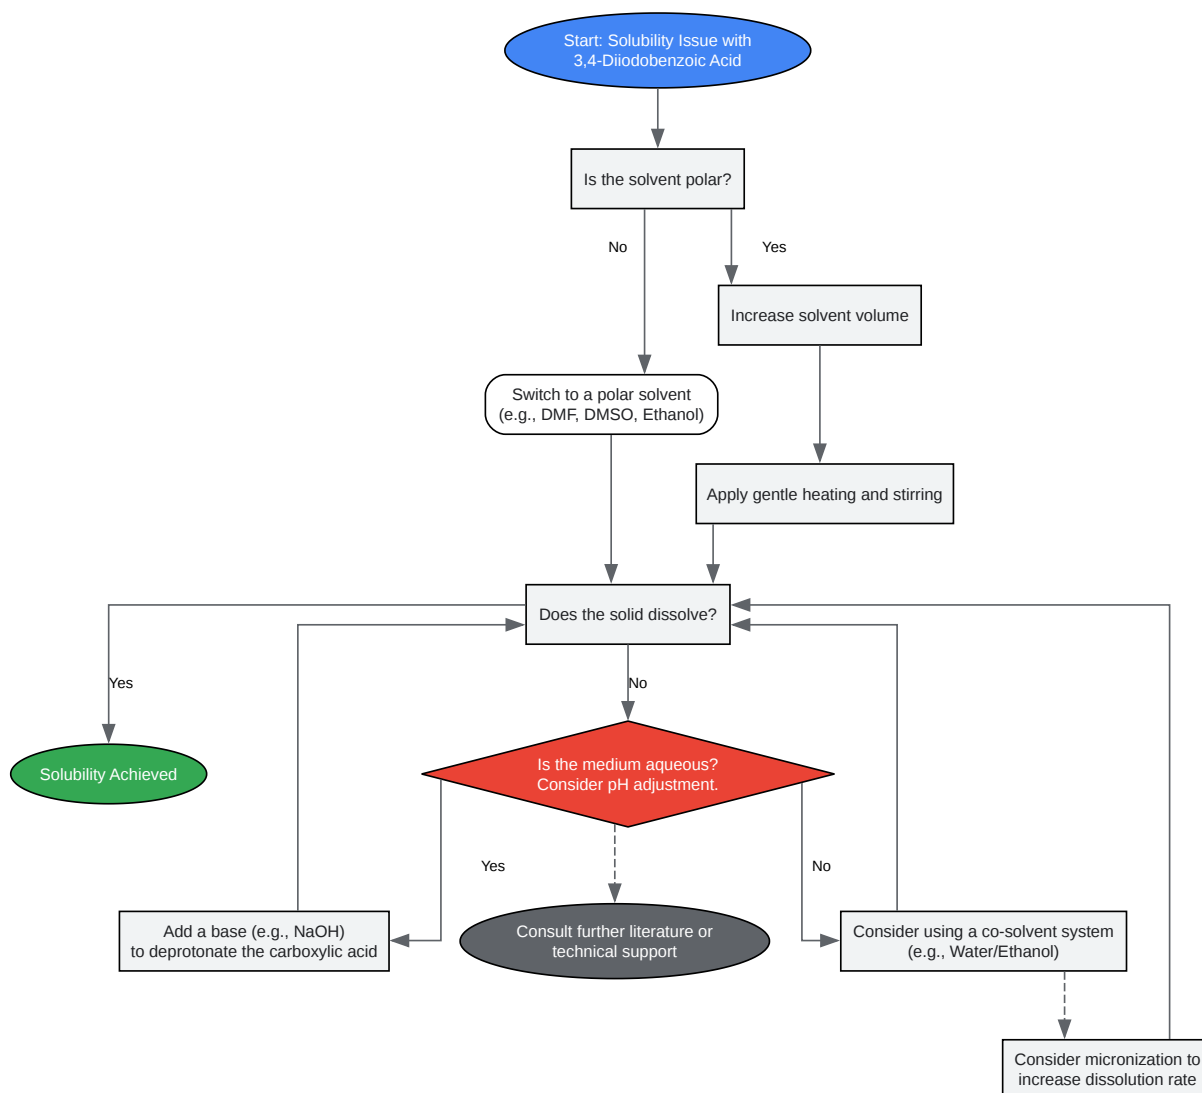 Start: Solubility Issue with
3,4-Diiodobenzoic Acid
Is the solvent polar?
No
Yes
Increase solvent volume
Switch to a polar solvent
(e.g., DMF, DMSO, Ethanol)
Apply gentle heating and stirring
Does the solid dissolve?
Yes
No
Solubility Achieved
Is the medium aqueous?
Consider pH adjustment.
Yes
No
Add a base (e.g., NaOH)
to deprotonate the carboxylic acid
Consult further literature or
technical support
Consider using a co-solvent system
(e.g., Water/Ethanol)
Consider micronization to
increase dissolution rate